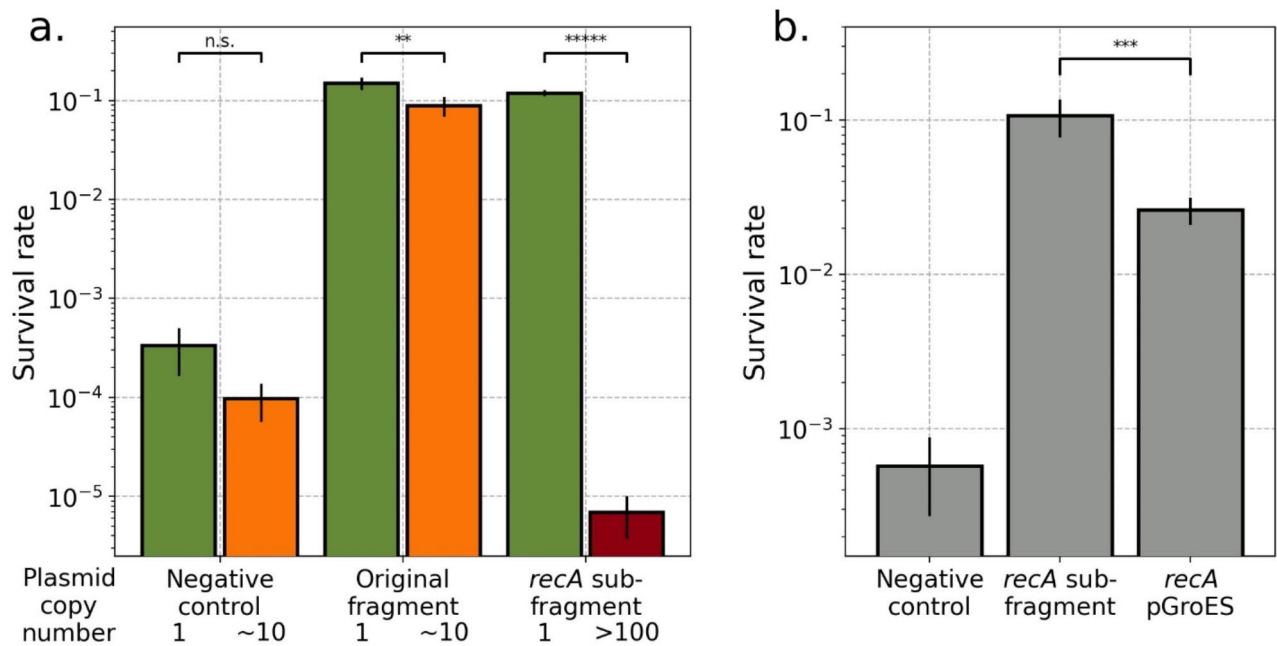 a.
n.s.
**
*****
10⁻¹
10⁻²
10⁻³
10⁻⁴
10⁻⁵
Survival rate
Plasmid copy number
Negative control
1 ~10
Original fragment
1 ~10
recA sub-
fragment
1 >100
b.
***
10⁻¹
10⁻²
10⁻³
Survival rate
Negative
control
recA sub-
fragment
recA
pGroES